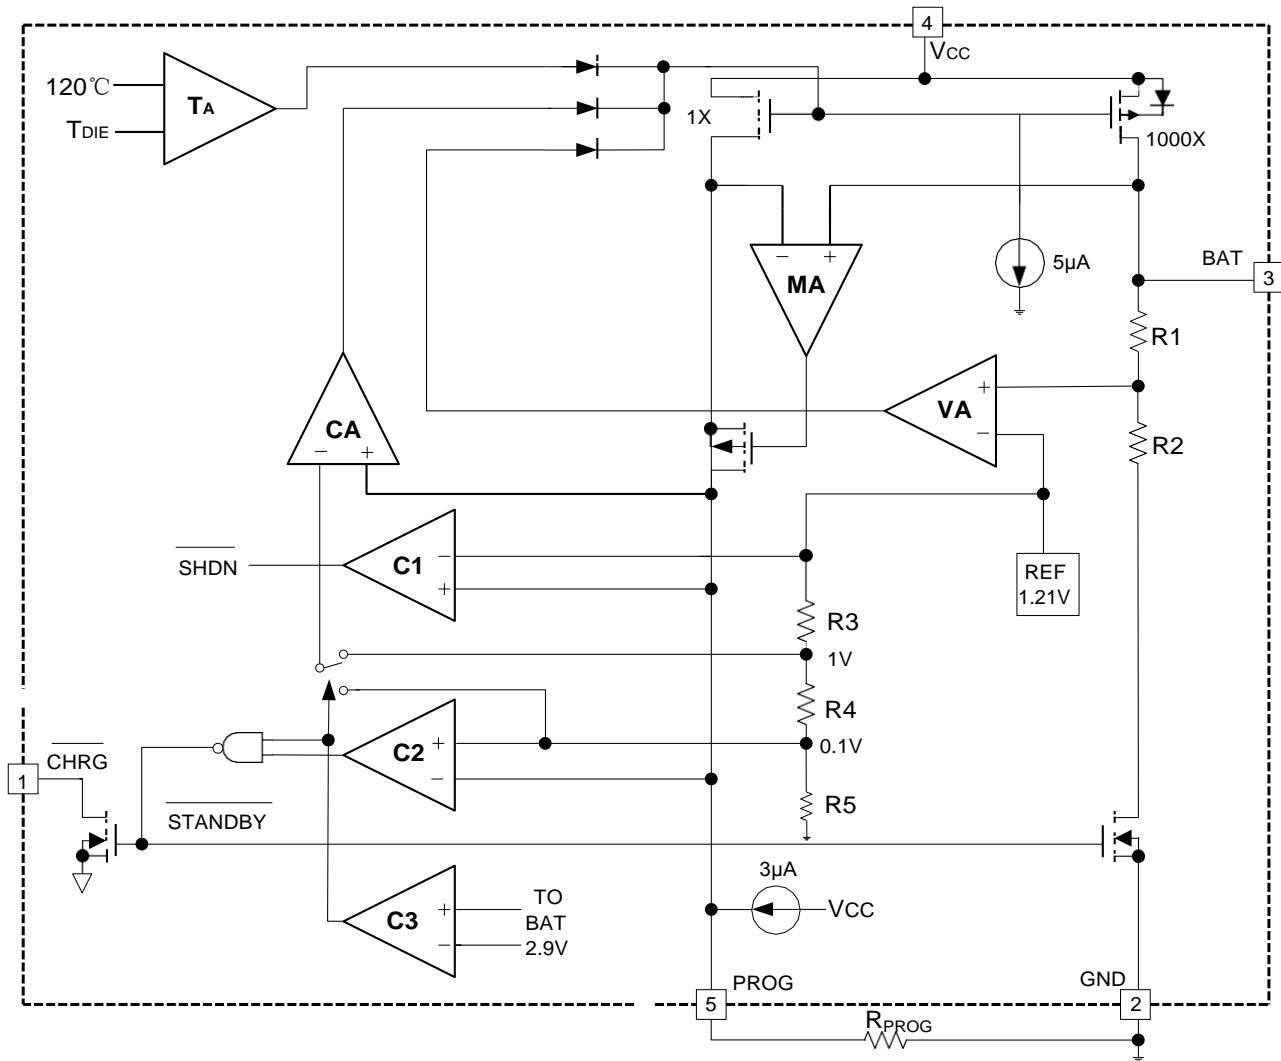 4
VCC
120℃
TA
TDIE
1X
1000X
− +
MA
5µA
BAT
3
R1
+
VA
−
R2
CA
− +
SHDN
−
C1
+
REF
1.21V
R3
1V
R4
+
C2
−
0.1V
CHRG
1
R5
STANDBY
3µA
VCC
+
C3
−
TO
BAT
2.9V
PROG
5
GND
2
RPROG